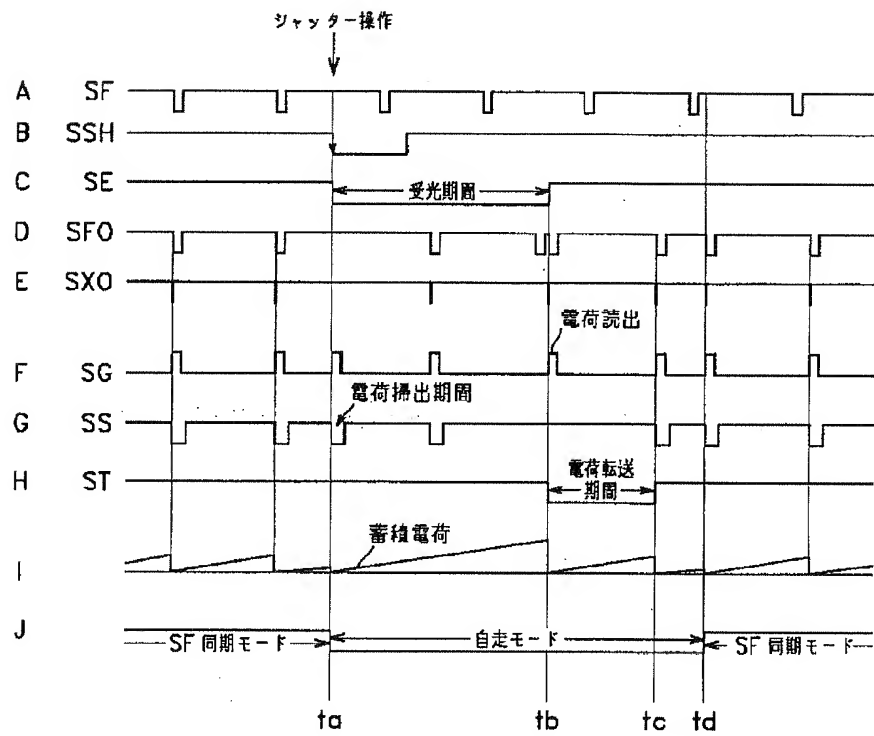 シャッター操作
A SF
B SSH
C SE 受光期間
D SFO
E SXO
電荷読出
F SG
電荷掃出期間
G SS
電荷転送
期間
H ST
蓄積電荷
I
J
SF 同期モード 自走モード SF 同期モード
ta tb tc td